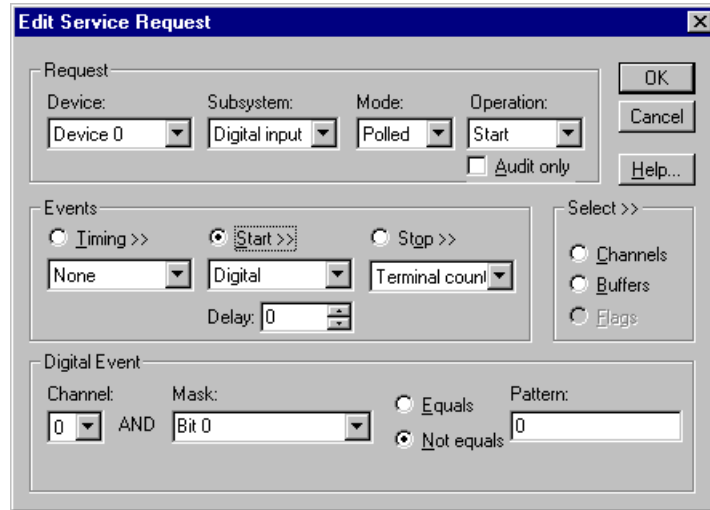 Edit Service Request
Request
Device: Subsystem: Mode: Operation:
Device 0 Digital input Polled Start
Audit only
OK
Cancel
Help...
Events
Timing >> Start >> Stop >>
None Digital Terminal count
Delay: 0
Select >>
Channels
Buffers
Flags
Digital Event
Channel: Mask: Pattern:
0 AND Bit 0 0
Equals
Not equals